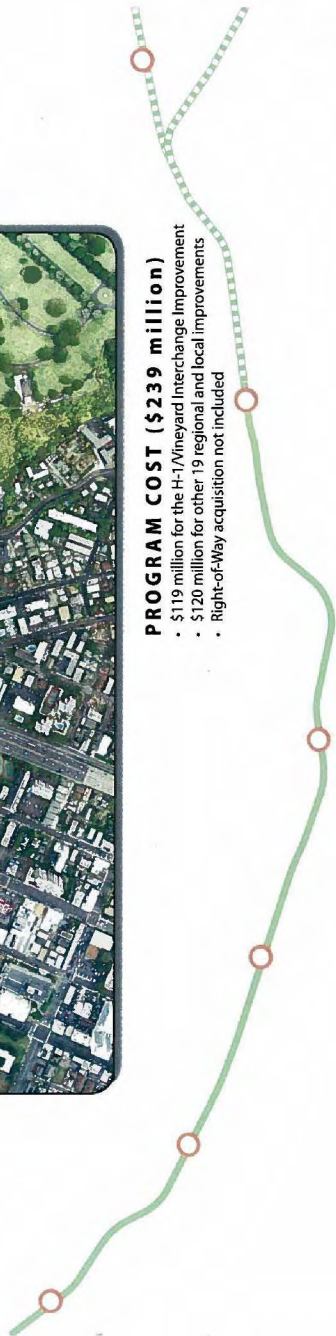 PROGRAM COST ($239 million)
• $119 million for the H-1/Vineyard Interchange Improvement
• $120 million for other 19 regional and local improvements
• Right-of-Way acquisition not included